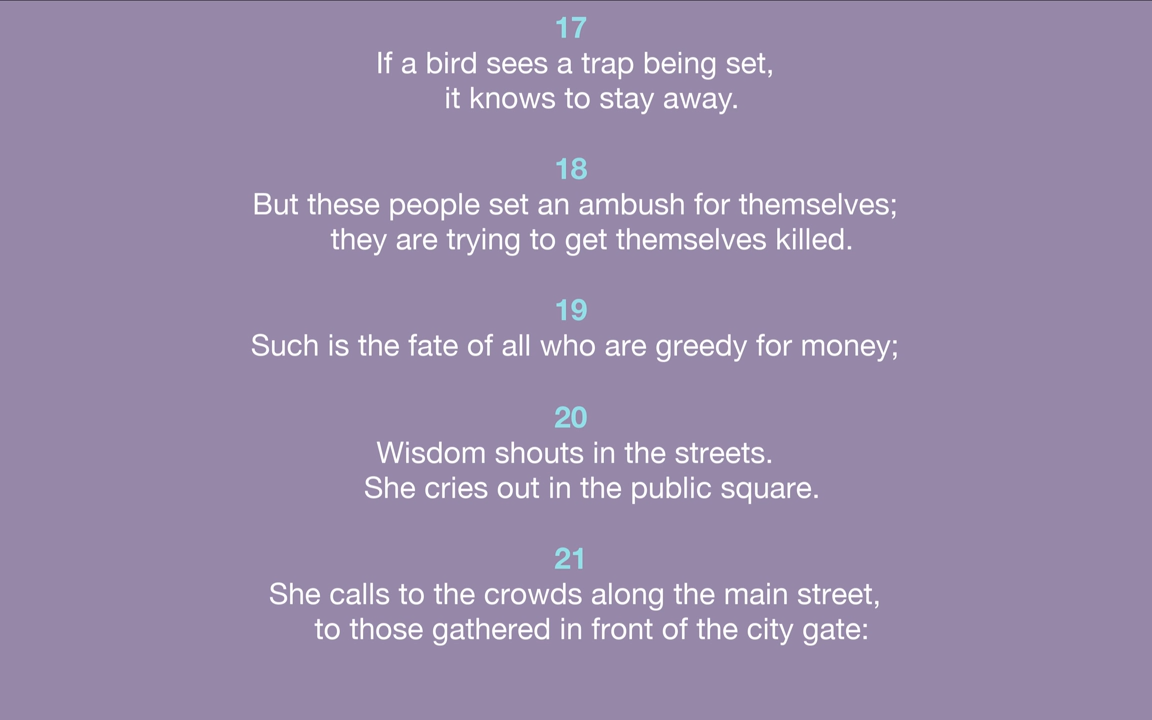 17
If a bird sees a trap being set,
it knows to stay away.
18
But these people set an ambush for themselves;
they are trying to get themselves killed.
19
Such is the fate of all who are greedy for money;
20
Wisdom shouts in the streets.
She cries out in the public square.
21
She calls to the crowds along the main street,
to those gathered in front of the city gate: